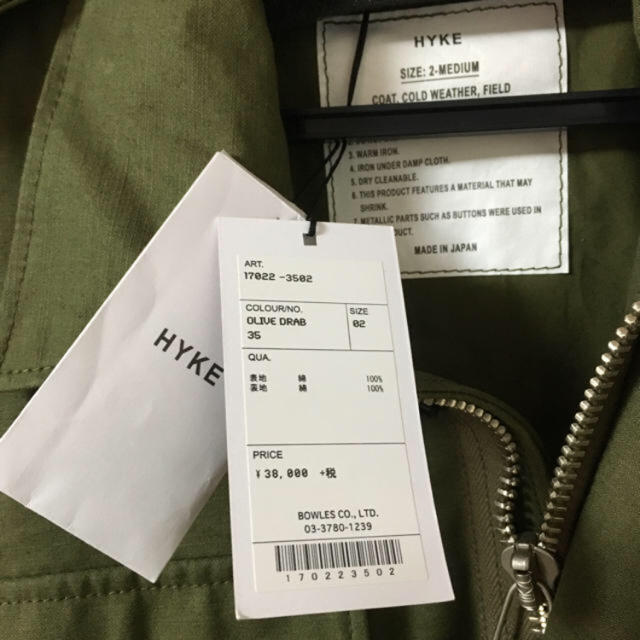 HYKE
SIZE: 2-MEDIUM
COAT, COLD WEATHER, FIELD
3. WARM IRON.
4. IRON UNDER DAMP CLOTH.
5. DRY CLEANABLE.
6. THIS PRODUCT FEATURES A MATERIAL THAT MAY
SHRINK.
7. METALLIC PARTS SUCH AS BUTTONS WERE USED IN
DUCT.
MADE IN JAPAN
HYKE
ART.
17022 -3502
COLOUR/NO. SIZE
OLIVE DRAB 02
35
QUA.
表地 綿 100%
裏地 綿 100%
PRICE
¥38,000 +税
BOWLES CO., LTD.
03-3780-1239
170223502